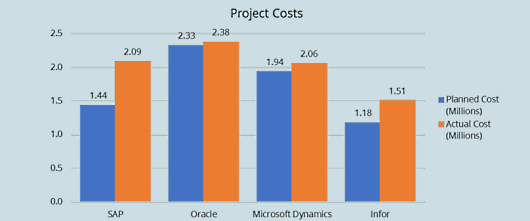 Project Costs
2.5
2.0
1.5
1.0
0.5
0.0
1.44
2.09
2.33
2.38
1.94
2.06
1.18
1.51
SAP
Oracle
Microsoft Dynamics
Infor
Planned Cost
(Millions)
Actual Cost
(Millions)